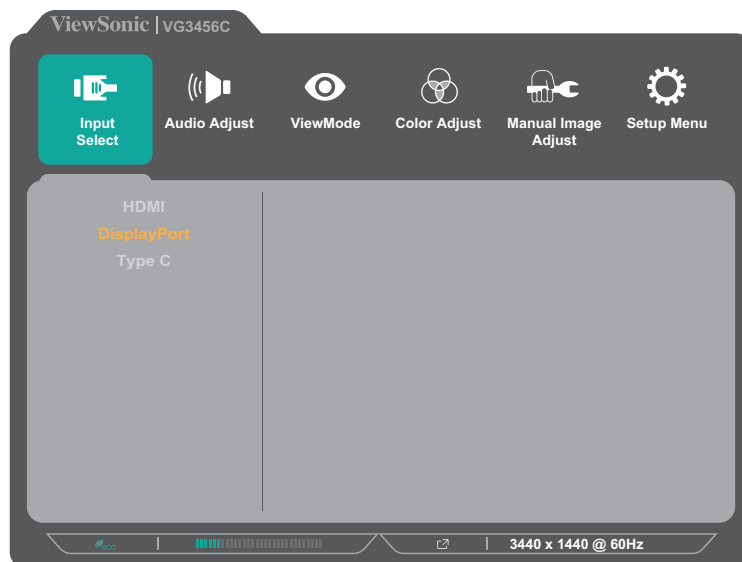 ViewSonic | VG3456C
Input
Select
Audio Adjust
ViewMode
Color Adjust
Manual Image
Adjust
Setup Menu
HDMI
DisplayPort
Type C
eco
3440 x 1440 @ 60Hz